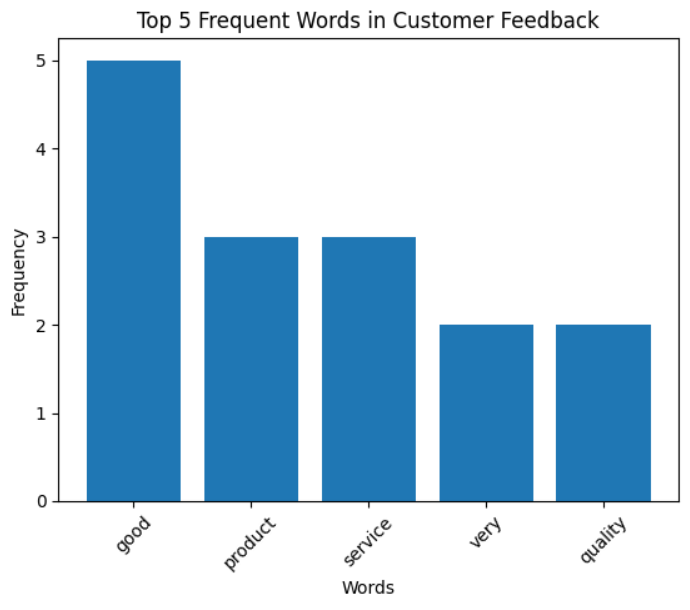 Top 5 Frequent Words in Customer Feedback
Frequency
5
4
3
2
1
0
good
product
service
very
quality
Words